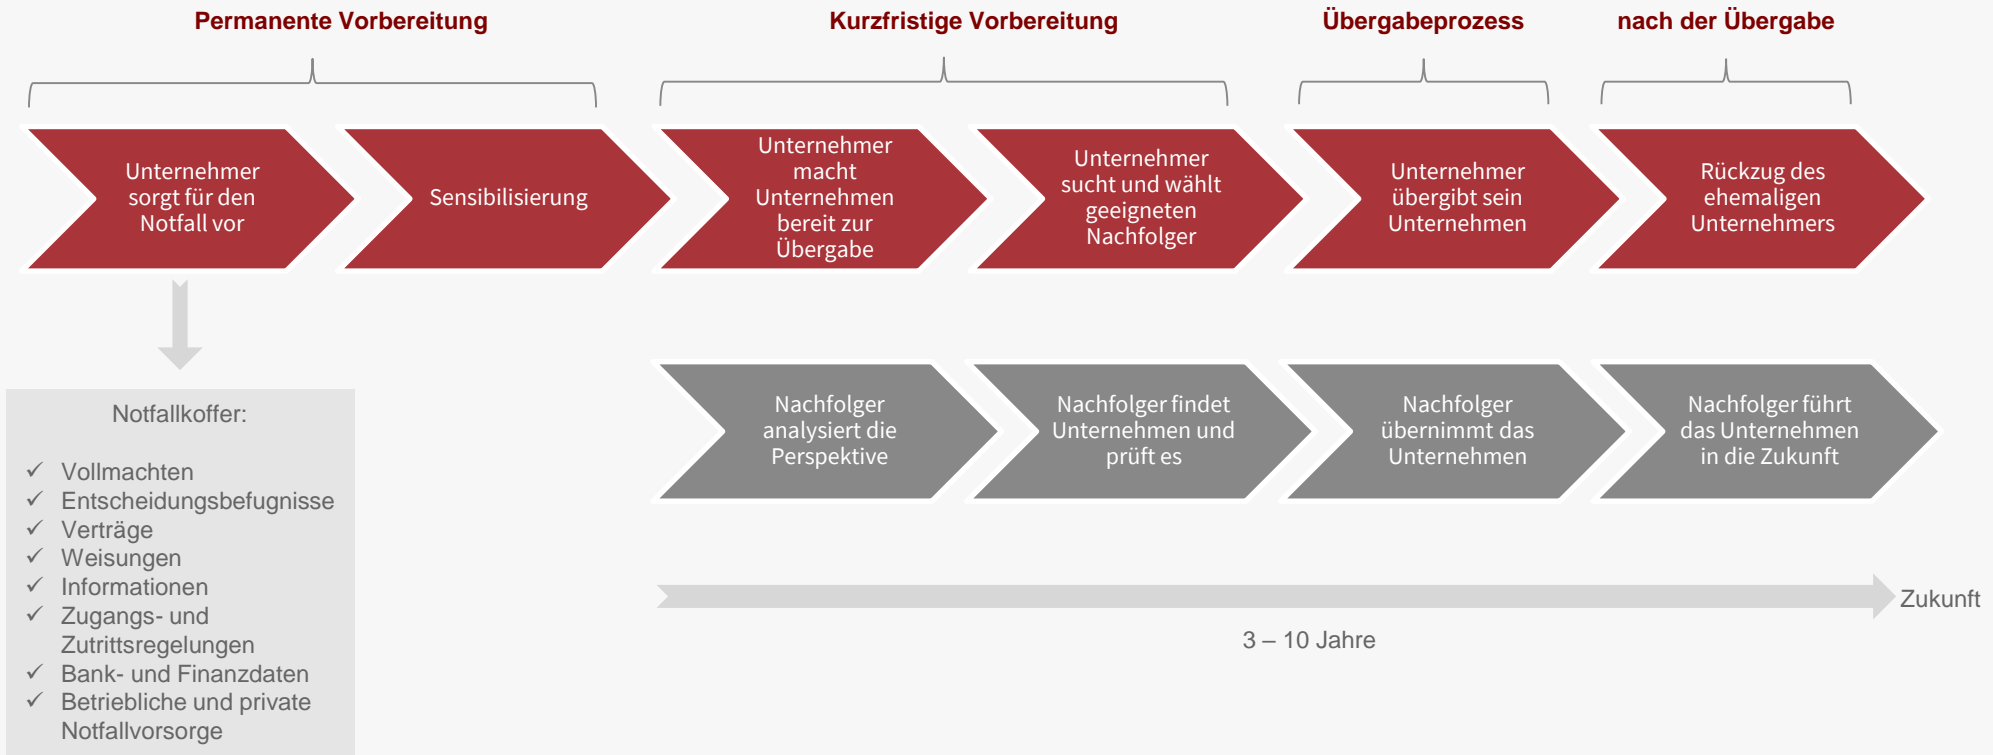 Permanente Vorbereitung
Kurzfristige Vorbereitung
Übergabeprozess
nach der Übergabe
Unternehmer
sorgt für den
Notfall vor
Sensibilisierung
Unternehmer
macht
Unternehmen
bereit zur
Übergabe
Unternehmer
sucht und wählt
geeigneten
Nachfolger
Unternehmer
übergibt sein
Unternehmen
Rückzug des
ehemaligen
Unternehmers
Nachfolger
analysiert die
Perspektive
Nachfolger findet
Unternehmen und
prüft es
Nachfolger
übernimmt das
Unternehmen
Nachfolger führt
das Unternehmen
in die Zukunft
Notfallkoffer:
✓ Vollmachten
✓ Entscheidungsbefugnisse
✓ Verträge
✓ Weisungen
✓ Informationen
✓ Zugangs- und
Zutrittsregelungen
✓ Bank- und Finanzdaten
✓ Betriebliche und private
Notfallvorsorge
Zukunft
3 – 10 Jahre